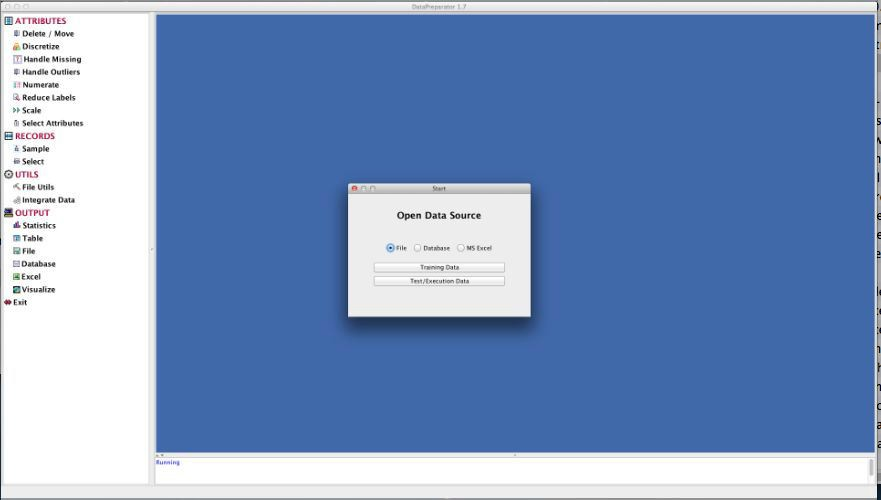 DataPreparator 1.7
ATTRIBUTES
Delete / Move
Discretize
Handle Missing
Handle Outliers
Numerate
Reduce Labels
Scale
Select Attributes
RECORDS
Sample
Select
UTILS
File Utils
Integrate Data
OUTPUT
Statistics
Table
File
Database
Excel
Visualize
Exit
Start
Open Data Source
File Database MS Excel
Training Data
Test/Execution Data
Running